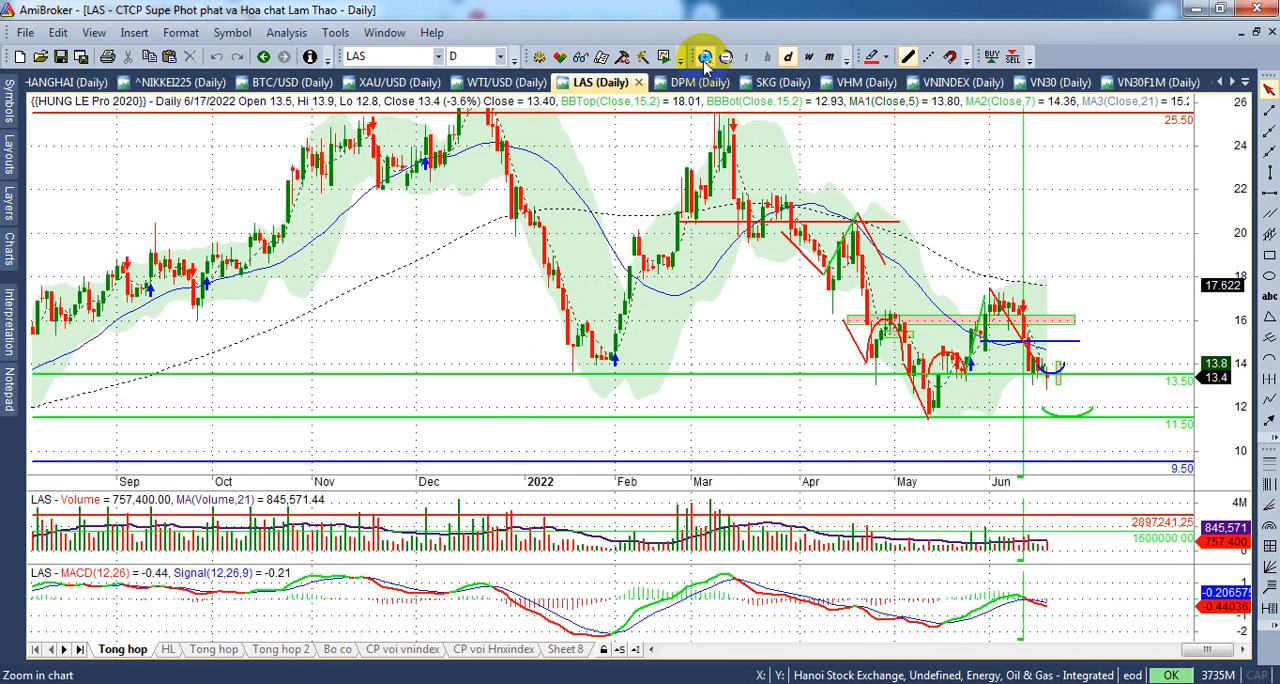 AmiBroker - [LAS - CTCP Supe Phot phat va Hoa chat Lam Thao - Daily]
File Edit View Insert Format Symbol Analysis Tools Window Help
LAS D i h d w m BUY SELL
HANGHAI (Daily) ^NIKKEI225 (Daily) BTC/USD (Daily) XAU/USD (Daily) WTI/USD (Daily) LAS (Daily) DPM (Daily) SKG (Daily) VHM (Daily) VNINDEX (Daily) VN30 (Daily) VN30F1M (Daily)
{{HUNG LE Pro 2020}} - Daily 6/17/2022 Open 13.5, Hi 13.9, Lo 12.8, Close 13.4 (-3.6%) Close = 13.40, BBTop(Close,15,2) = 18.01, BBBot(Close,15,2) = 12.93, MA1(Close,5) = 13.80, MA2(Close,7) = 14.36, MA3(Close,21) = 15.2
26
25.50
24
22
20
18
17.622
16
14
13.8
13.4
13.50
12
11.50
10
9.50
Sep Oct Nov Dec 2022 Feb Mar Apr May Jun
LAS - Volume = 757,400.00, MA(Volume,21) = 845,571.44
4M
2897241.25
845,571
1600000.00
757,400
0
LAS - MACD(12,26) = -0.44, Signal(12,26,9) = -0.21
1
-0.206575
-0.44036
-1
-2
Tong hop HL Tong hop Tong hop 2 Bo co CP voi vnindex CP voi Hnxindex Sheet 8
Zoom in chart X: Y: Hanoi Stock Exchange, Undefined, Energy, Oil & Gas - Integrated eod OK 3735M CAP
Symbols
Layouts
Layers
Charts
Interpretation
Notepad
abc